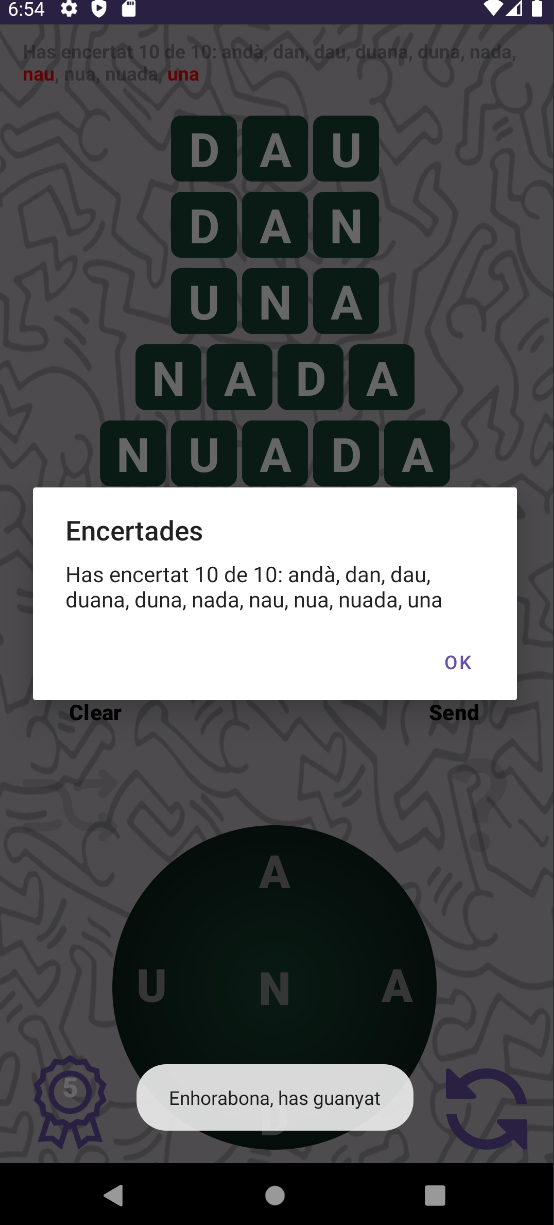 6:54
Has encertat 10 de 10: andà, dan, dau, duana, duna, nada,
nau, nua, nuada, una
D A U
D A N
U N A
N A D A
N U A D A
Encertades
Has encertat 10 de 10: andà, dan, dau,
duana, duna, nada, nau, nua, nuada, una
OK
Clear Send
A
U N A
5
Enhorabona, has guanyat
D